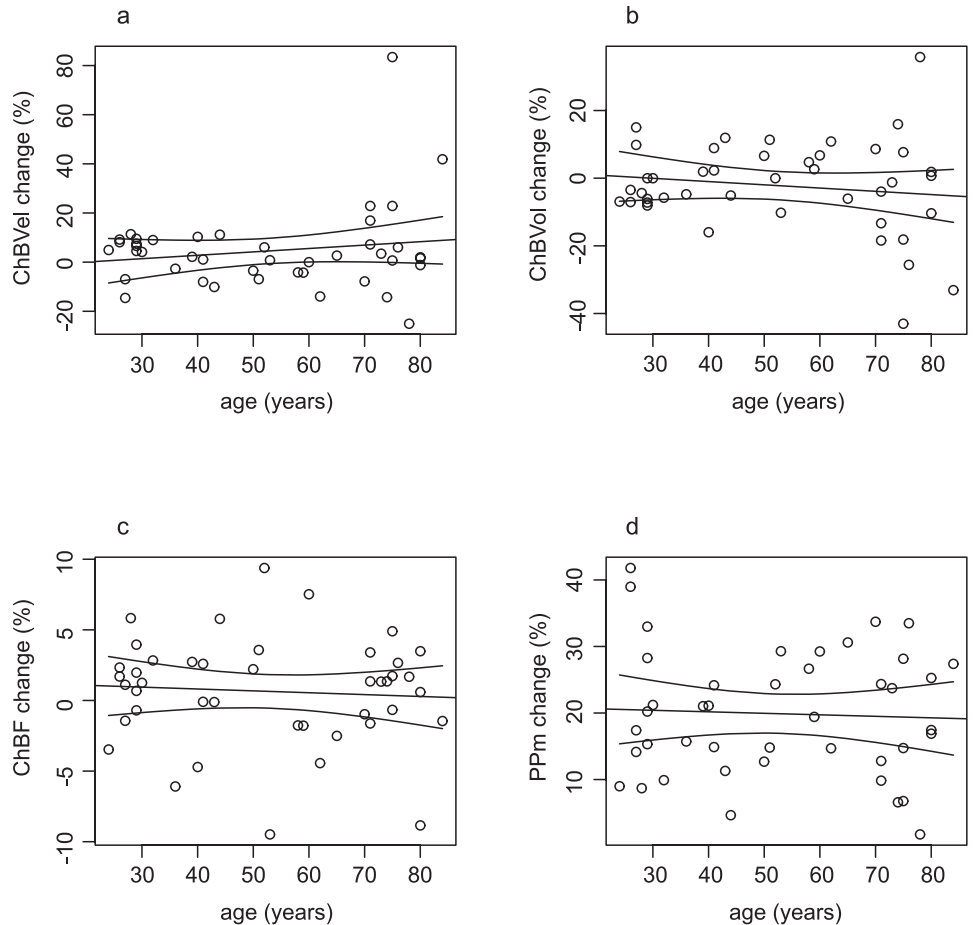 a
ChBVel change (%)
80
60
40
20
0
-20
30 40 50 60 70 80
age (years)
b
ChBVol change (%)
20
0
-20
-40
30 40 50 60 70 80
age (years)
c
ChBF change (%)
10
5
0
-5
-10
30 40 50 60 70 80
age (years)
d
PPm change (%)
40
30
20
10
30 40 50 60 70 80
age (years)